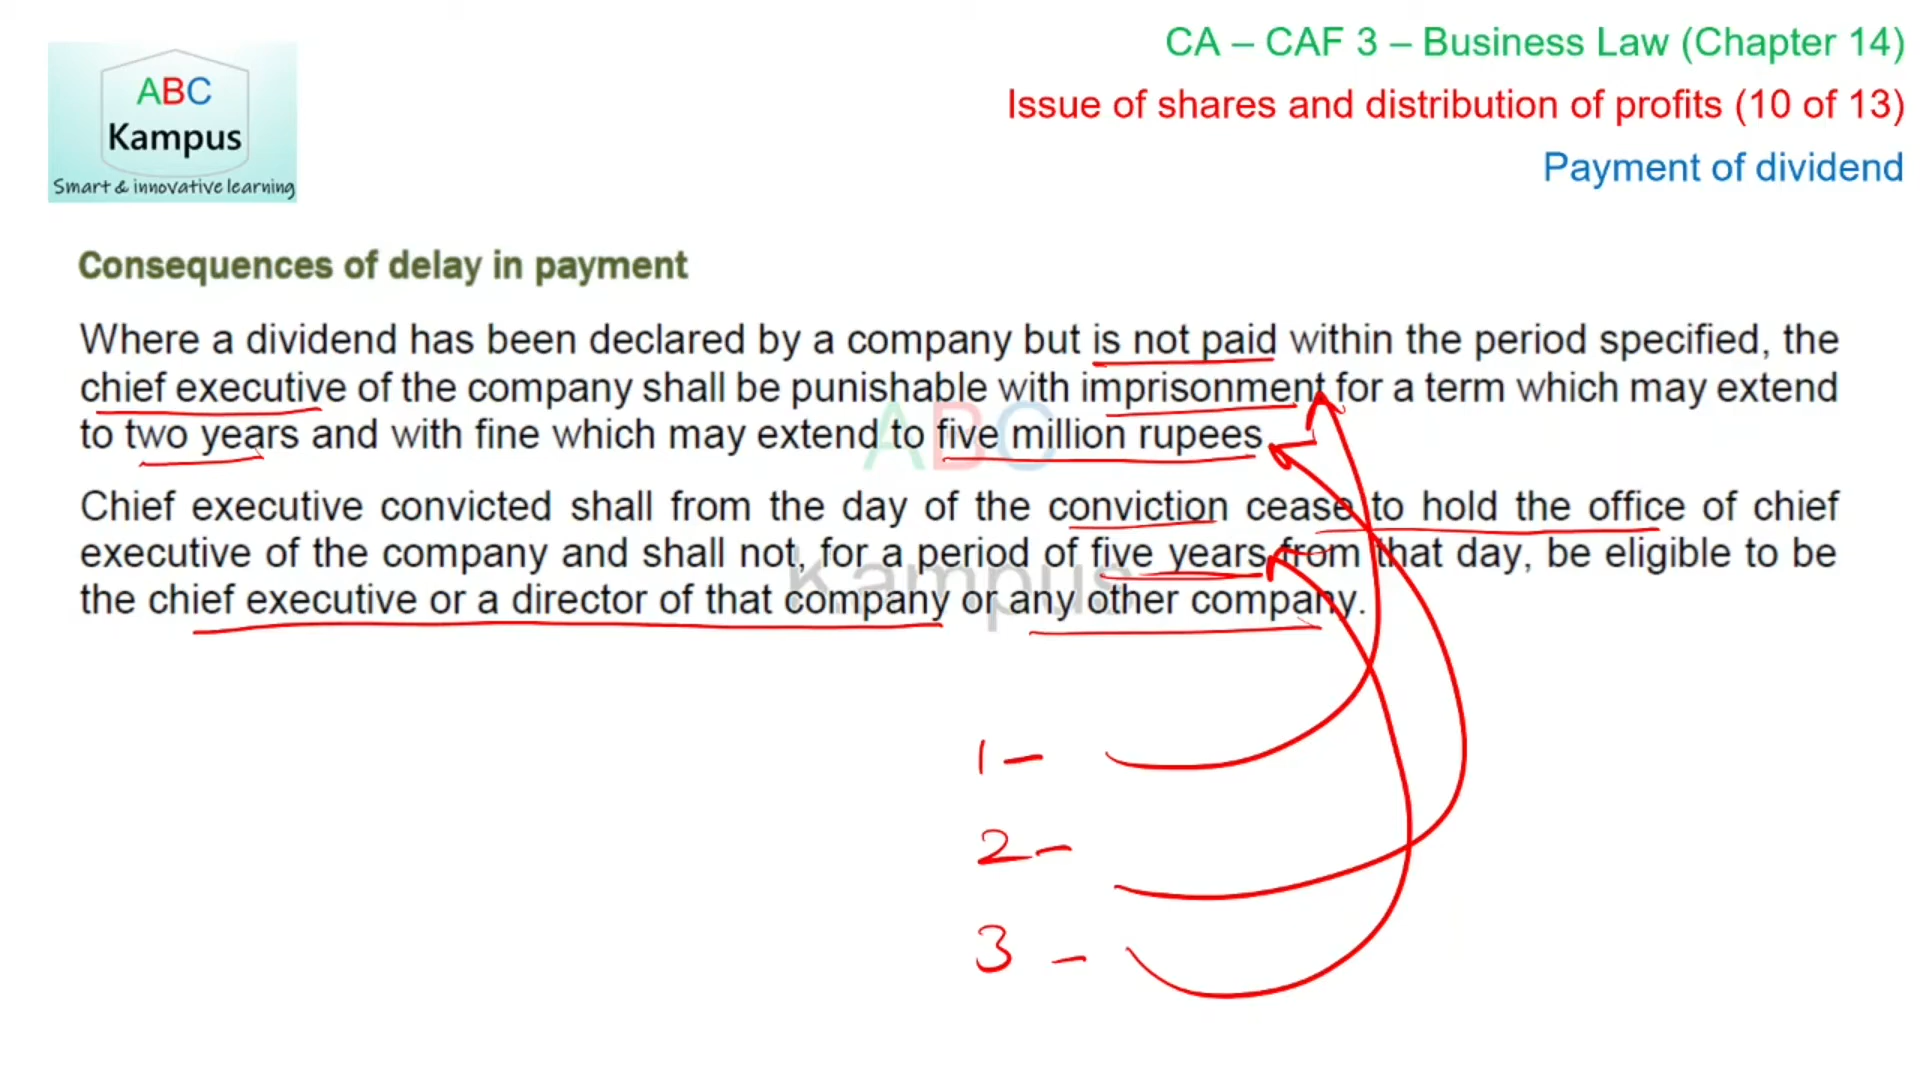 ABC
Kampus
Smart & innovative learning
CA – CAF 3 – Business Law (Chapter 14)
Issue of shares and distribution of profits (10 of 13)
Payment of dividend
Consequences of delay in payment
Where a dividend has been declared by a company but is not paid within the period specified, the
chief executive of the company shall be punishable with imprisonment for a term which may extend
to two years and with fine which may extend to five million rupees
Chief executive convicted shall from the day of the conviction cease to hold the office of chief
executive of the company and shall not, for a period of five years from that day, be eligible to be
the chief executive or a director of that company or any other company.
ABC
Kampus
1 -
2 -
3 -